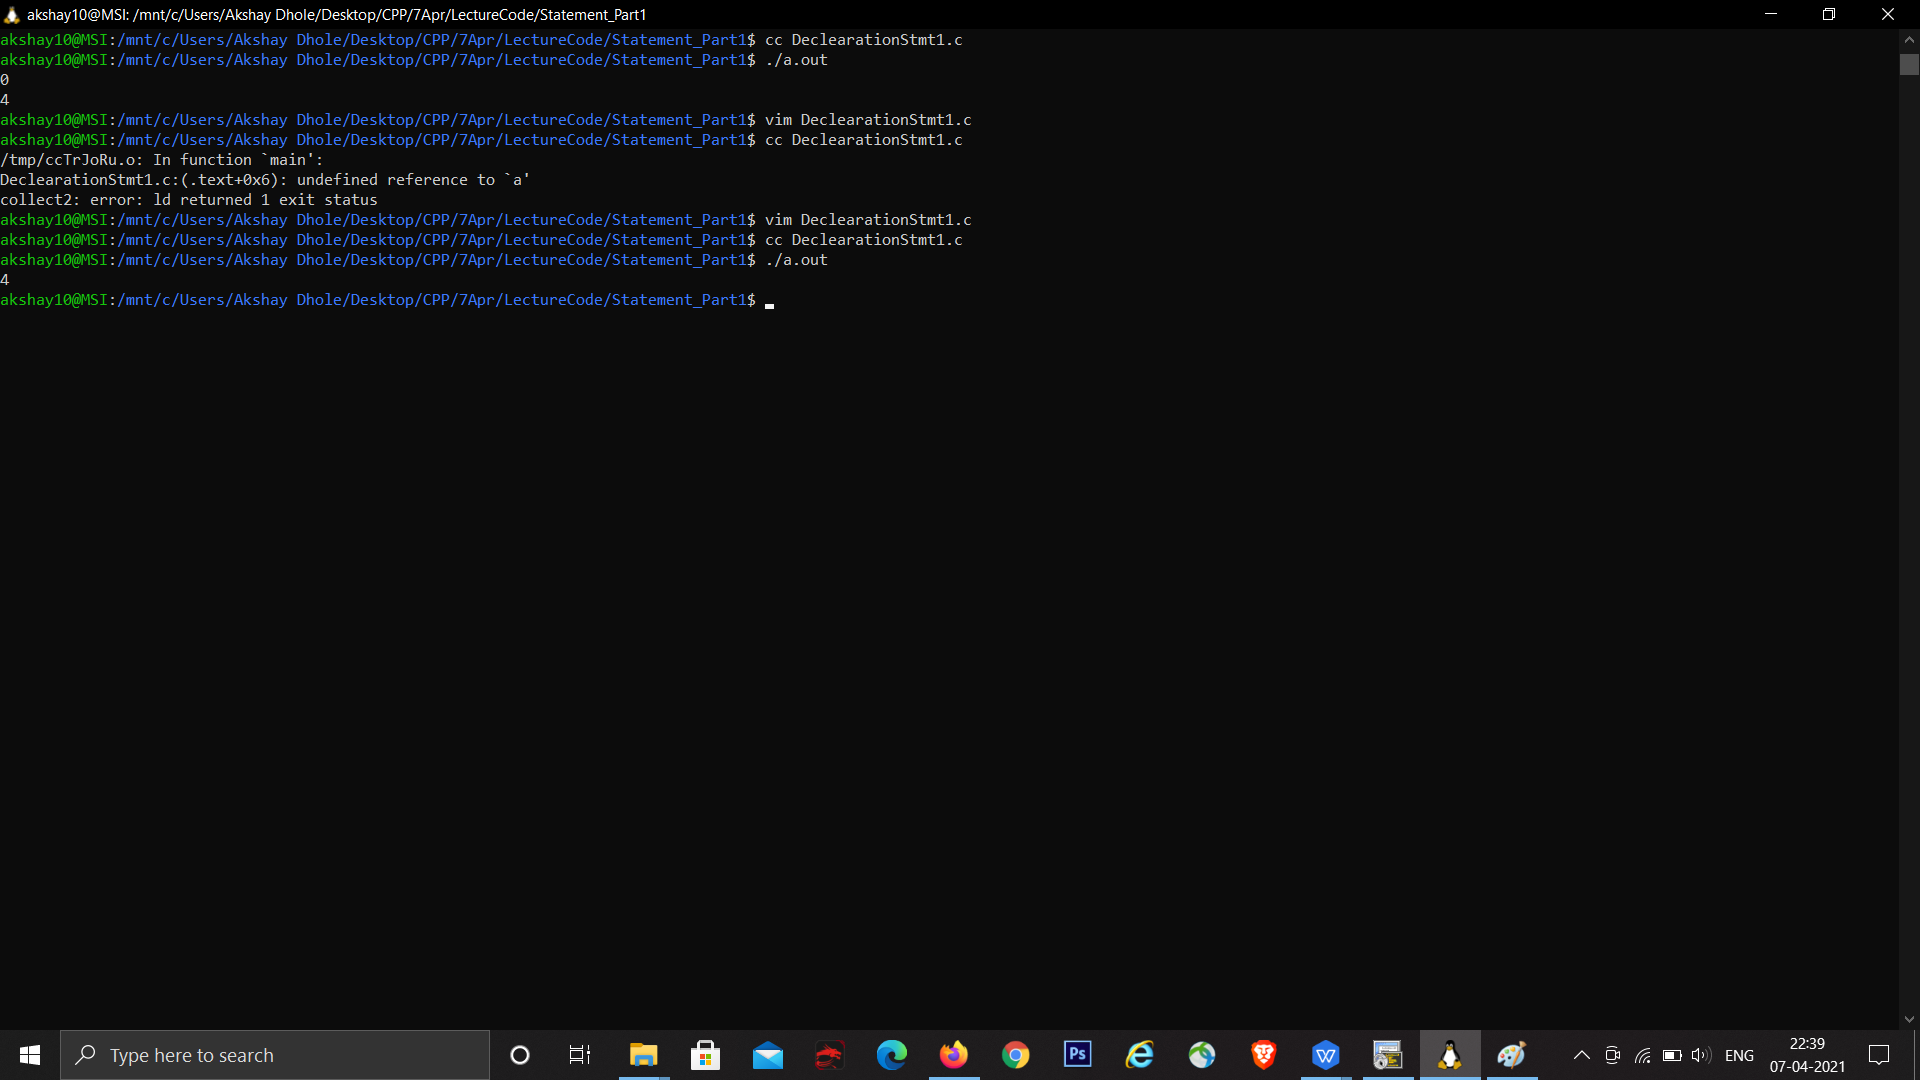 akshay10@MSI: /mnt/c/Users/Akshay Dhole/Desktop/CPP/7Apr/LectureCode/Statement_Part1
akshay10@MSI:/mnt/c/Users/Akshay Dhole/Desktop/CPP/7Apr/LectureCode/Statement_Part1$ cc DeclearationStmt1.c
akshay10@MSI:/mnt/c/Users/Akshay Dhole/Desktop/CPP/7Apr/LectureCode/Statement_Part1$ ./a.out
0
4
akshay10@MSI:/mnt/c/Users/Akshay Dhole/Desktop/CPP/7Apr/LectureCode/Statement_Part1$ vim DeclearationStmt1.c
akshay10@MSI:/mnt/c/Users/Akshay Dhole/Desktop/CPP/7Apr/LectureCode/Statement_Part1$ cc DeclearationStmt1.c
/tmp/ccTrJoRu.o: In function `main':
DeclearationStmt1.c:(.text+0x6): undefined reference to `a'
collect2: error: ld returned 1 exit status
akshay10@MSI:/mnt/c/Users/Akshay Dhole/Desktop/CPP/7Apr/LectureCode/Statement_Part1$ vim DeclearationStmt1.c
akshay10@MSI:/mnt/c/Users/Akshay Dhole/Desktop/CPP/7Apr/LectureCode/Statement_Part1$ cc DeclearationStmt1.c
akshay10@MSI:/mnt/c/Users/Akshay Dhole/Desktop/CPP/7Apr/LectureCode/Statement_Part1$ ./a.out
4
akshay10@MSI:/mnt/c/Users/Akshay Dhole/Desktop/CPP/7Apr/LectureCode/Statement_Part1$
Type here to search
Ps
ENG
22:39
07-04-2021